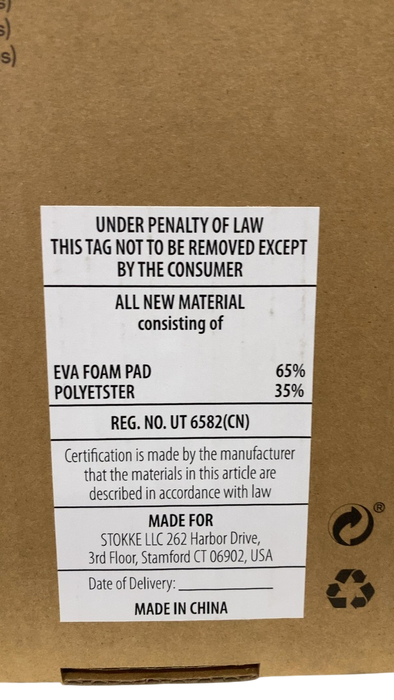 s)
s)
s)
UNDER PENALTY OF LAW
THIS TAG NOT TO BE REMOVED EXCEPT
BY THE CONSUMER
ALL NEW MATERIAL
consisting of
EVA FOAM PAD 65%
POLYETSTER 35%
REG. NO. UT 6582(CN)
Certification is made by the manufacturer
that the materials in this article are
described in accordance with law
MADE FOR
STOKKE LLC 262 Harbor Drive,
3rd Floor, Stamford CT 06902, USA
Date of Delivery:
MADE IN CHINA
®